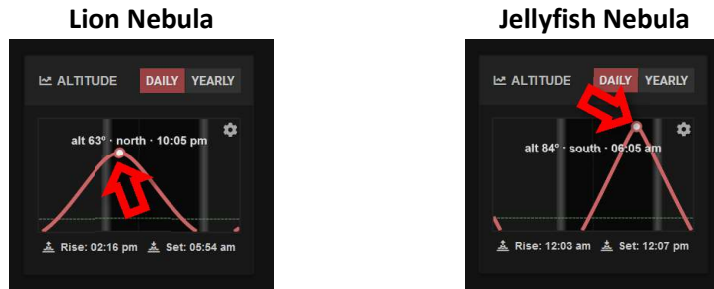 Lion Nebula
ALTITUDE DAILY YEARLY
alt 63° · north · 10:05 pm
Rise: 02:16 pm Set: 05:54 am
Jellyfish Nebula
ALTITUDE DAILY YEARLY
alt 84° · south · 06:05 am
Rise: 12:03 am Set: 12:07 pm